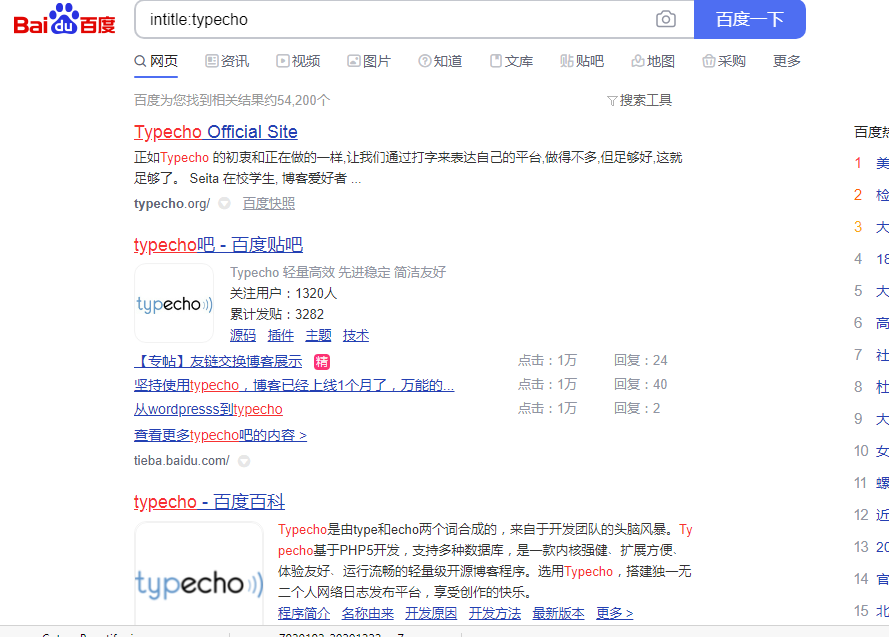 Bai du 百度
intitle:typecho
百度一下
网页 资讯 视频 图片 知道 文库 贴吧 地图 采购 更多
百度为您找到相关结果约54,200个
搜索工具
Typecho Official Site
正如Typecho 的初衷和正在做的一样,让我们通过打字来表达自己的平台,做得不多,但足够好,这就
足够了。 Seita 在校学生, 博客爱好者 ...
typecho.org/ 百度快照
typecho吧 - 百度贴吧
typecho
Typecho 轻量高效 先进稳定 简洁友好
关注用户：1320人
累计发贴：3282
源码 插件 主题 技术
【专帖】友链交换博客展示 精 点击：1万 回复：24
坚持使用typecho，博客已经上线1个月了，万能的... 点击：1万 回复：40
从wordpresss到typecho 点击：1万 回复：2
查看更多typecho吧的内容 >
tieba.baidu.com/
typecho - 百度百科
typecho
Typecho是由type和echo两个词合成的，来自于开发团队的头脑风暴。Ty
pecho基于PHP5开发，支持多种数据库，是一款内核强健、扩展方便、
体验友好、运行流畅的轻量级开源博客程序。选用Typecho，搭建独一无
二个人网络日志发布平台，享受创作的快乐。
程序简介 名称由来 开发原因 开发方法 最新版本 更多 >
百度热
1 美
2 检
3 大
4 18
5 大
6 高
7 社
8 杜
9 大
10 女
11 螺
12 近
13 20
14 官
15 北